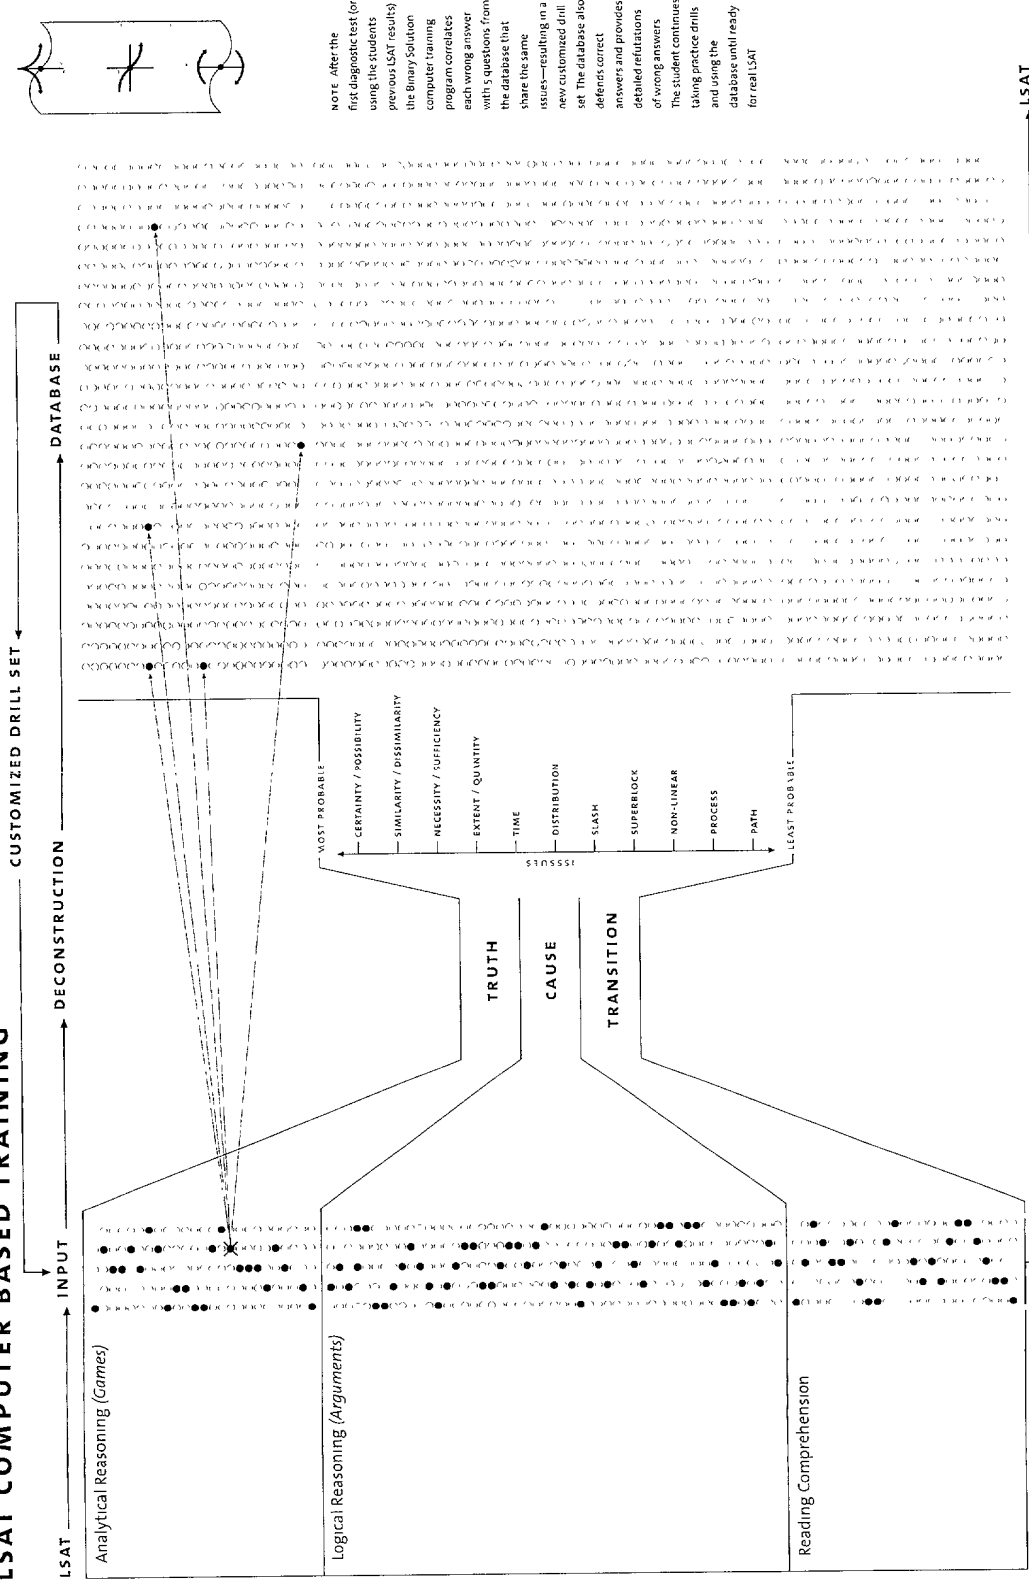 LSAT COMPUTER BASED TRAINING
CUSTOMIZED DRILL SET
LSAT
INPUT
DECONSTRUCTION
DATABASE
Analytical Reasoning (Games)
Logical Reasoning (Arguments)
Reading Comprehension
TRUTH
CAUSE
TRANSITION
MOST PROBABLE
ISSSUES
CERTAINTY / POSSIBILITY
SIMILARITY / DISSIMILARITY
NECESSITY / SUFFICIENCY
EXTENT / QUANTITY
TIME
DISTRIBUTION
SLASH
SUPERBLOCK
NON-LINEAR
PROCESS
PATH
LEAST PROBABLE
NOTE After the
first diagnostic test (or
using the students
previous LSAT results)
the Binary Solution
computer training
program correlates
each wrong answer
with 5 questions from
the database that
share the same
issues—resulting in a
new customized drill
set The database also
defends correct
answers and provides
detailed refutations
of wrong answers
The student continues
taking practice drills
and using the
database until ready
for real LSAT
LSAT